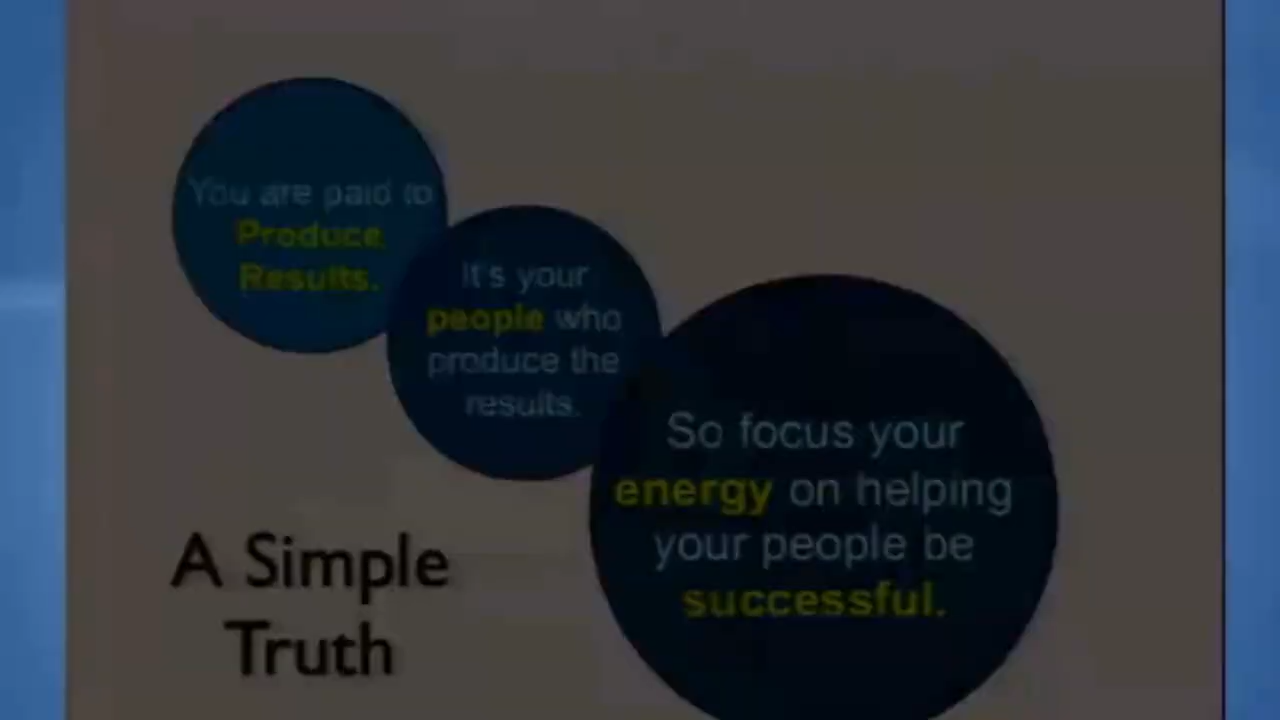 You are paid to
Produce
Results.
It's your
people who
produce the
results.
So focus your
energy on helping
your people be
successful.
A Simple
Truth